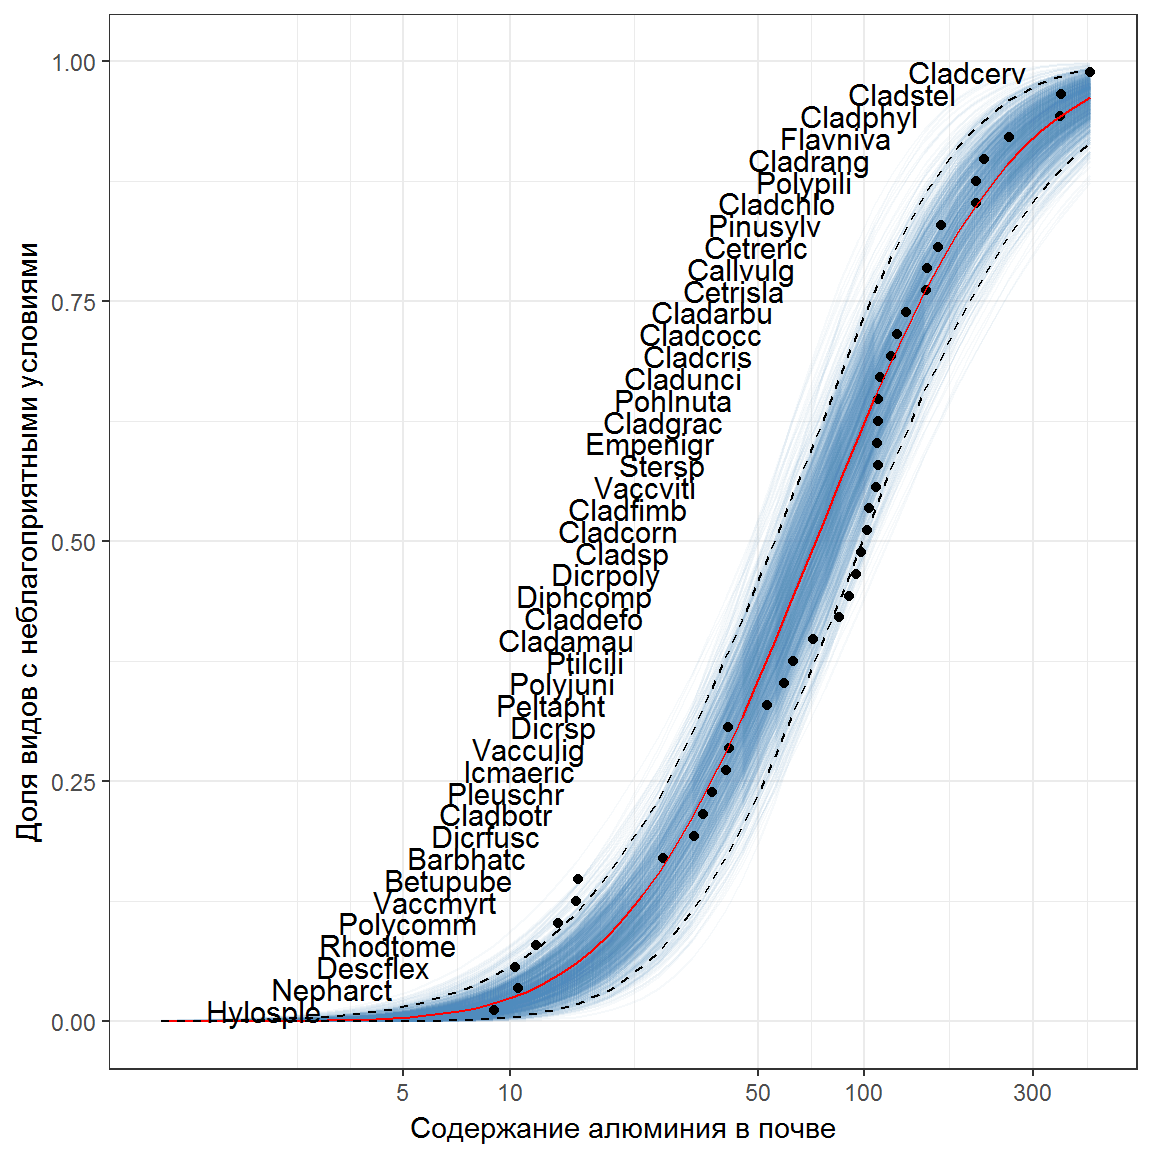 Доля видов с неблагоприятными условиями
1.00
0.75
0.50
0.25
0.00
Cladcerv
Cladstel
Cladphyl
Flavniva
Cladrang
Polypili
Cladchlo
Pinusylv
Cetreric
Callvulg
Cetrisla
Cladarbu
Cladcocc
Cladcris
Cladunci
Pohlnuta
Cladgrac
Empenigr
Stersp
Vaccviti
Cladfimb
Cladcorn
Cladsp
Dicrpoly
Diphcomp
Claddefo
Cladamau
Ptilcili
Polyjuni
Peltapht
Dicrsp
Vacculig
Icmaeric
Pleuschr
Cladbotr
Dicrfusc
Barbhatc
Betupube
Vaccmyrt
Polycomm
Rhodtome
Descflex
Nepharct
Hylosple
5 10 50 100 300
Содержание алюминия в почве